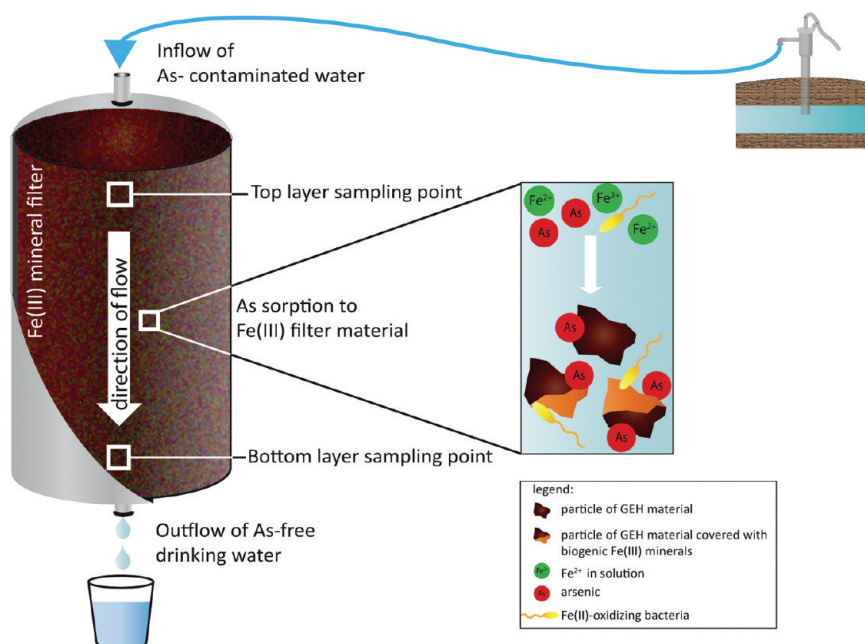 Inflow of
As- contaminated water
Fe(III) mineral filter
direction of flow
Top layer sampling point
As sorption to
Fe(III) filter material
Bottom layer sampling point
Outflow of As-free
drinking water
Fe²⁺
Fe²⁺
As
As
Fe²⁺
As
As
As
As
legend:
particle of GEH material
particle of GEH material covered with
biogenic Fe(III) minerals
Fe²⁺ in solution
As arsenic
Fe(II)-oxidizing bacteria